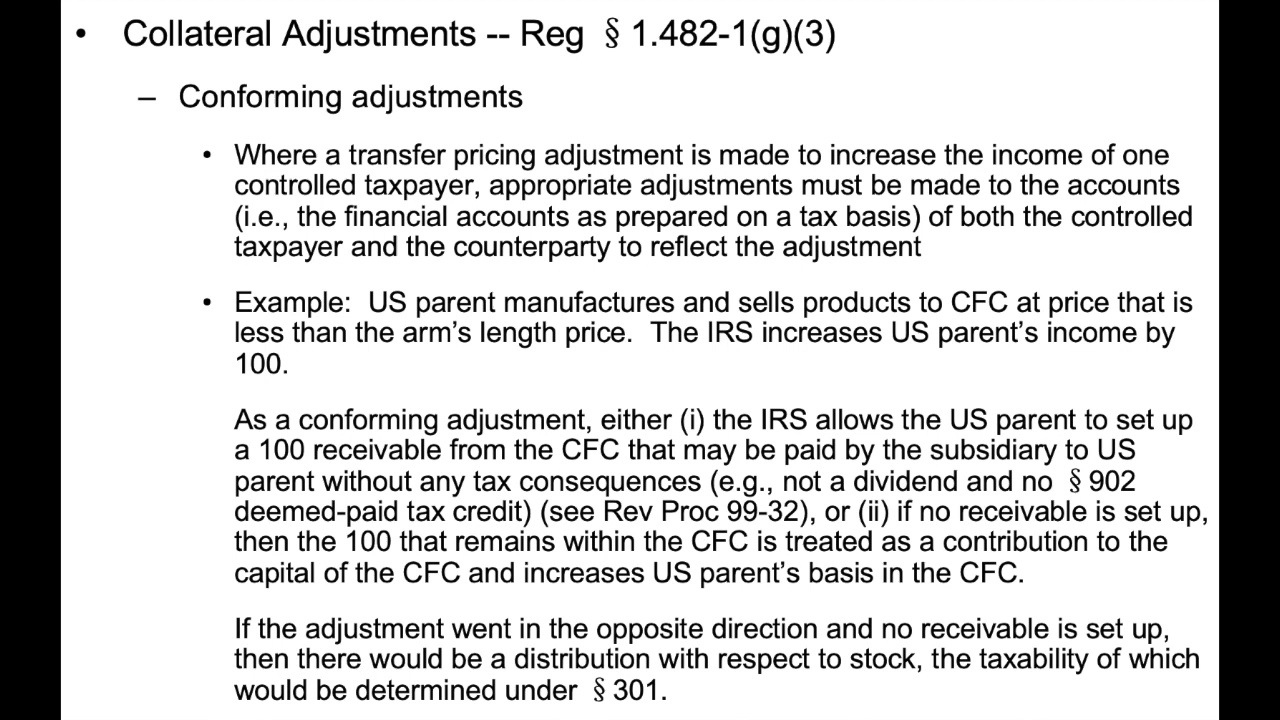 • Collateral Adjustments -- Reg § 1.482-1(g)(3)
– Conforming adjustments
• Where a transfer pricing adjustment is made to increase the income of one
controlled taxpayer, appropriate adjustments must be made to the accounts
(i.e., the financial accounts as prepared on a tax basis) of both the controlled
taxpayer and the counterparty to reflect the adjustment
• Example: US parent manufactures and sells products to CFC at price that is
less than the arm's length price. The IRS increases US parent's income by
100.
As a conforming adjustment, either (i) the IRS allows the US parent to set up
a 100 receivable from the CFC that may be paid by the subsidiary to US
parent without any tax consequences (e.g., not a dividend and no § 902
deemed-paid tax credit) (see Rev Proc 99-32), or (ii) if no receivable is set up,
then the 100 that remains within the CFC is treated as a contribution to the
capital of the CFC and increases US parent's basis in the CFC.
If the adjustment went in the opposite direction and no receivable is set up,
then there would be a distribution with respect to stock, the taxability of which
would be determined under § 301.